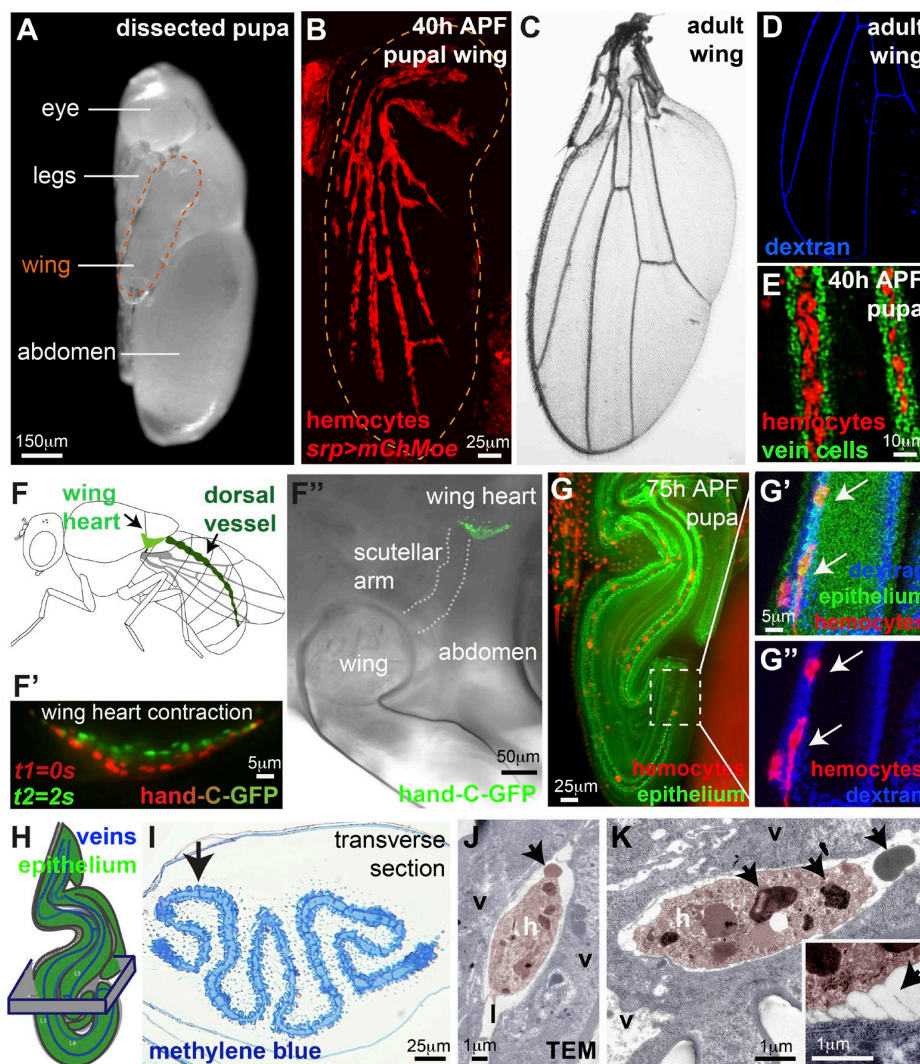 A
dissected pupa
eye
legs
wing
abdomen
150μm
B
40h APF
pupal wing
hemocytes
srp>mChMoe
25μm
C
adult
wing
D
adult
wing
dextran
E
40h APF
pupa
hemocytes
vein cells
10μm
F
wing
heart
dorsal
vessel
F'
wing heart contraction
t1=0s
t2=2s
5μm
hand-C-GFP
F''
wing heart
scutellar
arm
wing
abdomen
50μm
hand-C-GFP
G
75h APF
pupa
25μm
hemocytes
epithelium
G'
dextran
epithelium
5μm
hemocytes
G''
hemocytes
dextran
H
veins
epithelium
L3
L4
I
transverse
section
methylene blue
25μm
J
v
h
v
l
1μm
TEM
K
v
h
v
1μm
1μm